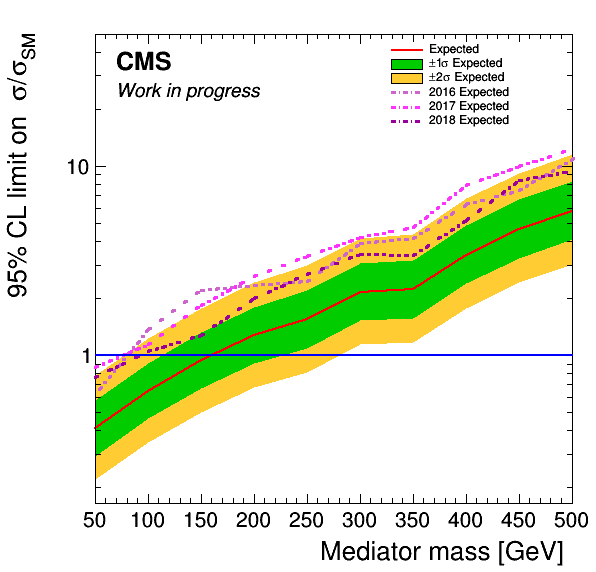 CMS
Work in progress
Expected
±1σ Expected
±2σ Expected
2016 Expected
2017 Expected
2018 Expected
95% CL limit on σ/σSM
10
1
50 100 150 200 250 300 350 400 450 500
Mediator mass [GeV]